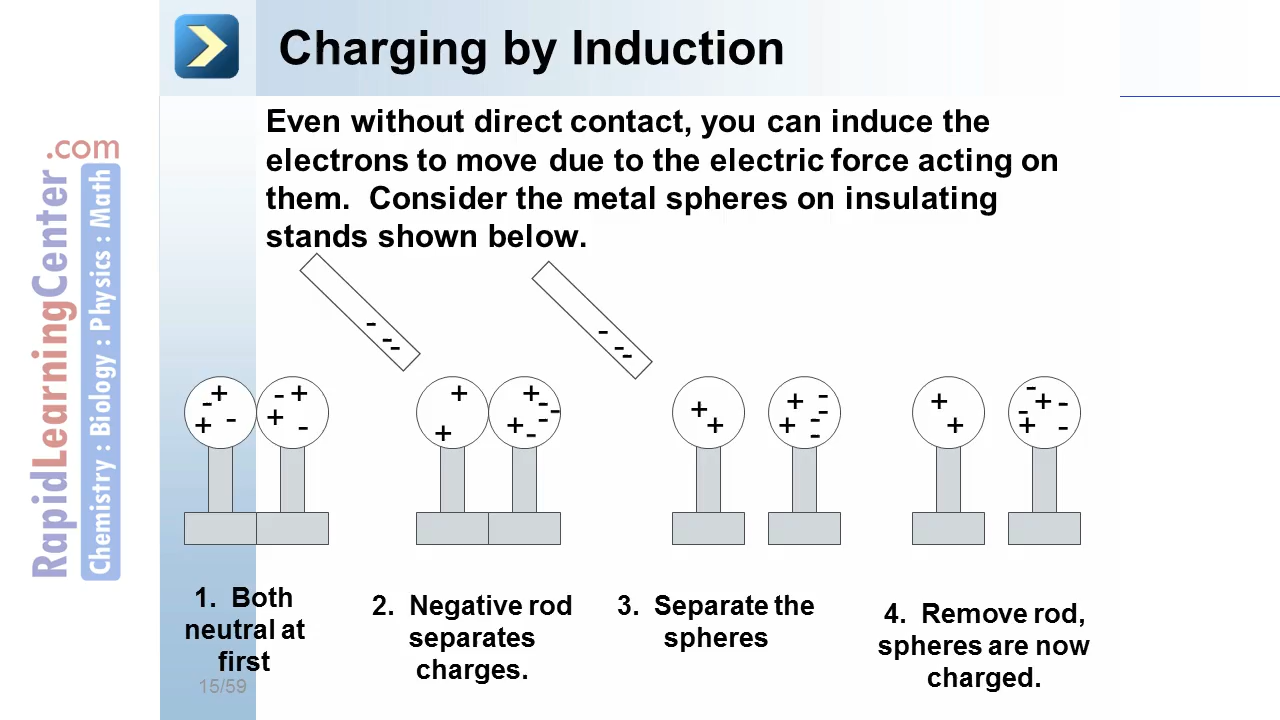 Charging by Induction
Even without direct contact, you can induce the
electrons to move due to the electric force acting on
them. Consider the metal spheres on insulating
stands shown below.
RapidLearningCenter.com
Chemistry : Biology : Physics : Math
- -- - --
+ - + - - + + - + + + - - - - + - + + + + - - - - + + + + - - + - + -
1. Both
neutral at
first
2. Negative rod
separates
charges.
3. Separate the
spheres
4. Remove rod,
spheres are now
charged.
15/59